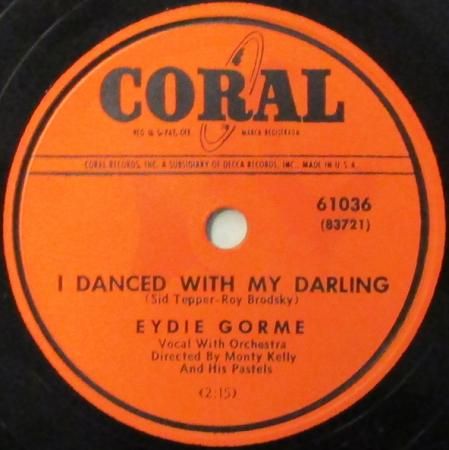 CORAL
REG. U. S. PAT. OFF. MARCA REGISTRADA
CORAL RECORDS, INC., A SUBSIDIARY OF DECCA RECORDS, INC., MADE IN U.S.A.
61036
(83721)
I DANCED WITH MY DARLING
(Sid Tepper-Roy Brodsky)
EYDIE GORME
Vocal With Orchestra
Directed By Monty Kelly
And His Pastels
(2:15)